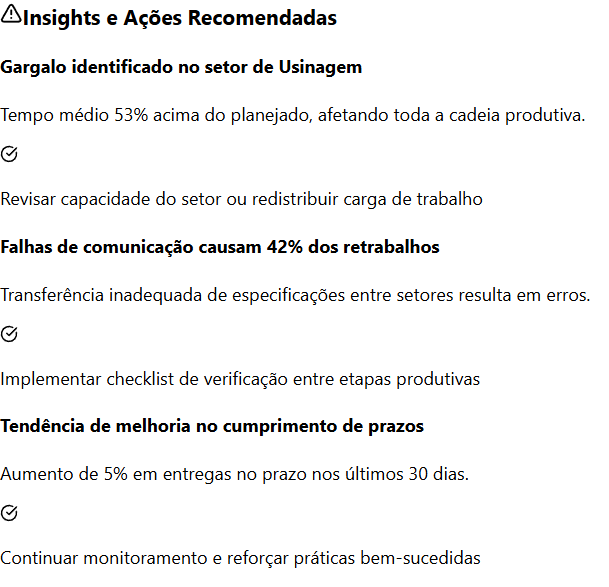 Insights e Ações Recomendadas
Gargalo identificado no setor de Usinagem
Tempo médio 53% acima do planejado, afetando toda a cadeia produtiva.
Revisar capacidade do setor ou redistribuir carga de trabalho
Falhas de comunicação causam 42% dos retrabalhos
Transferência inadequada de especificações entre setores resulta em erros.
Implementar checklist de verificação entre etapas produtivas
Tendência de melhoria no cumprimento de prazos
Aumento de 5% em entregas no prazo nos últimos 30 dias.
Continuar monitoramento e reforçar práticas bem-sucedidas